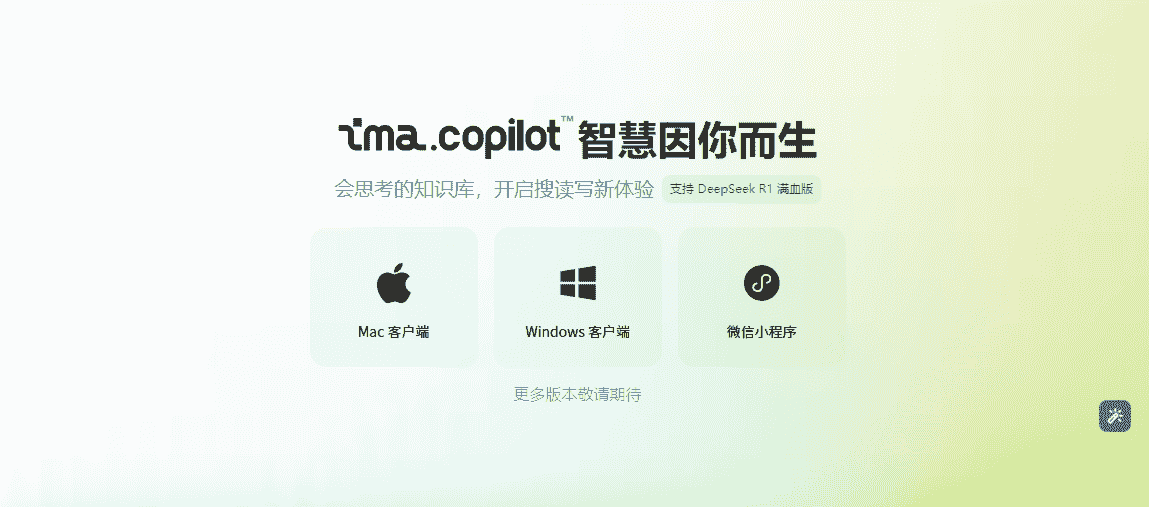 ima.copilot™ 智慧因你而生
会思考的知识库，开启搜读写新体验 支持 DeepSeek R1 满血版
Mac 客户端 Windows 客户端 微信小程序
更多版本敬请期待